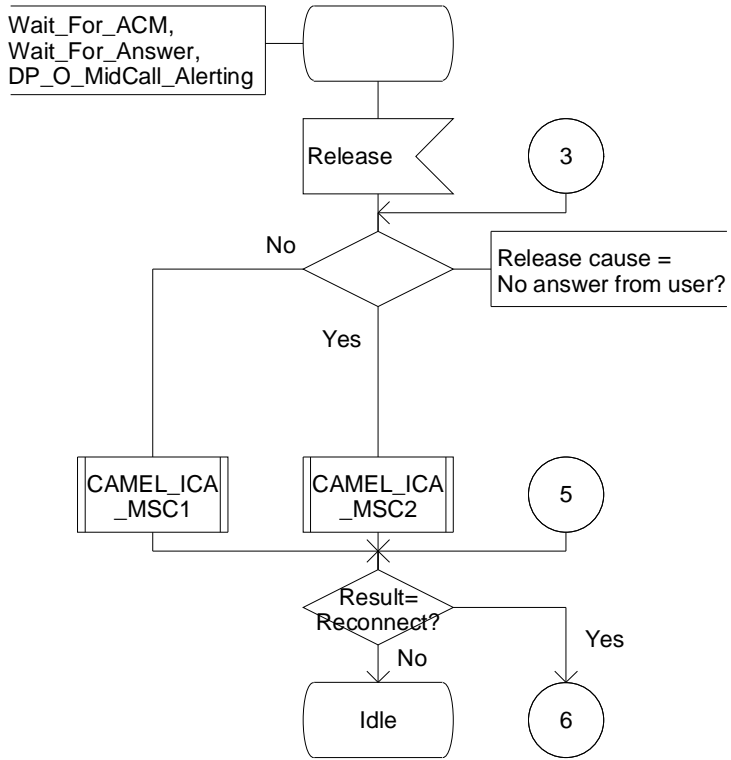 Wait_For_ACM,
Wait_For_Answer,
DP_O_MidCall_Alerting
Release
3
No
Release cause =
No answer from user?
Yes
CAMEL_ICA
_MSC1
CAMEL_ICA
_MSC2
5
Result=
Reconnect?
Yes
No
Idle
6